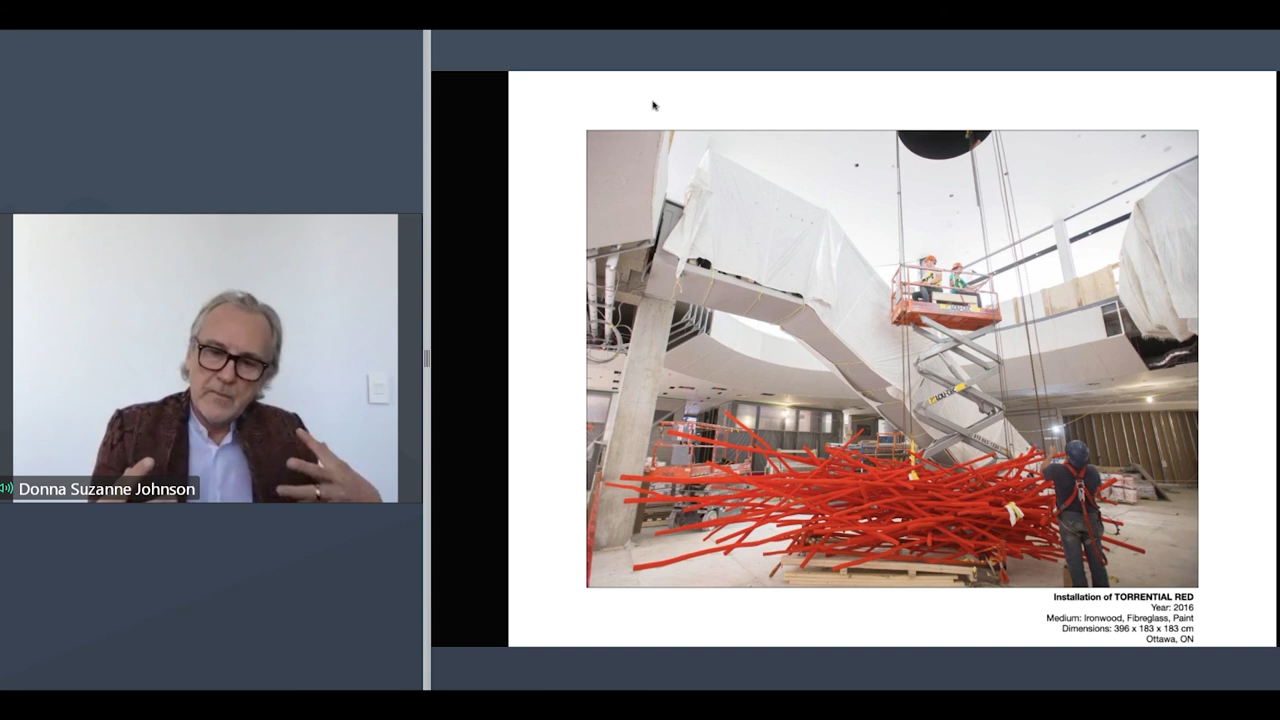 Donna Suzanne Johnson
Installation of TORRENTIAL RED
Year: 2016
Medium: Ironwood, Fibreglass, Paint
Dimensions: 396 x 183 x 183 cm
Ottawa, ON